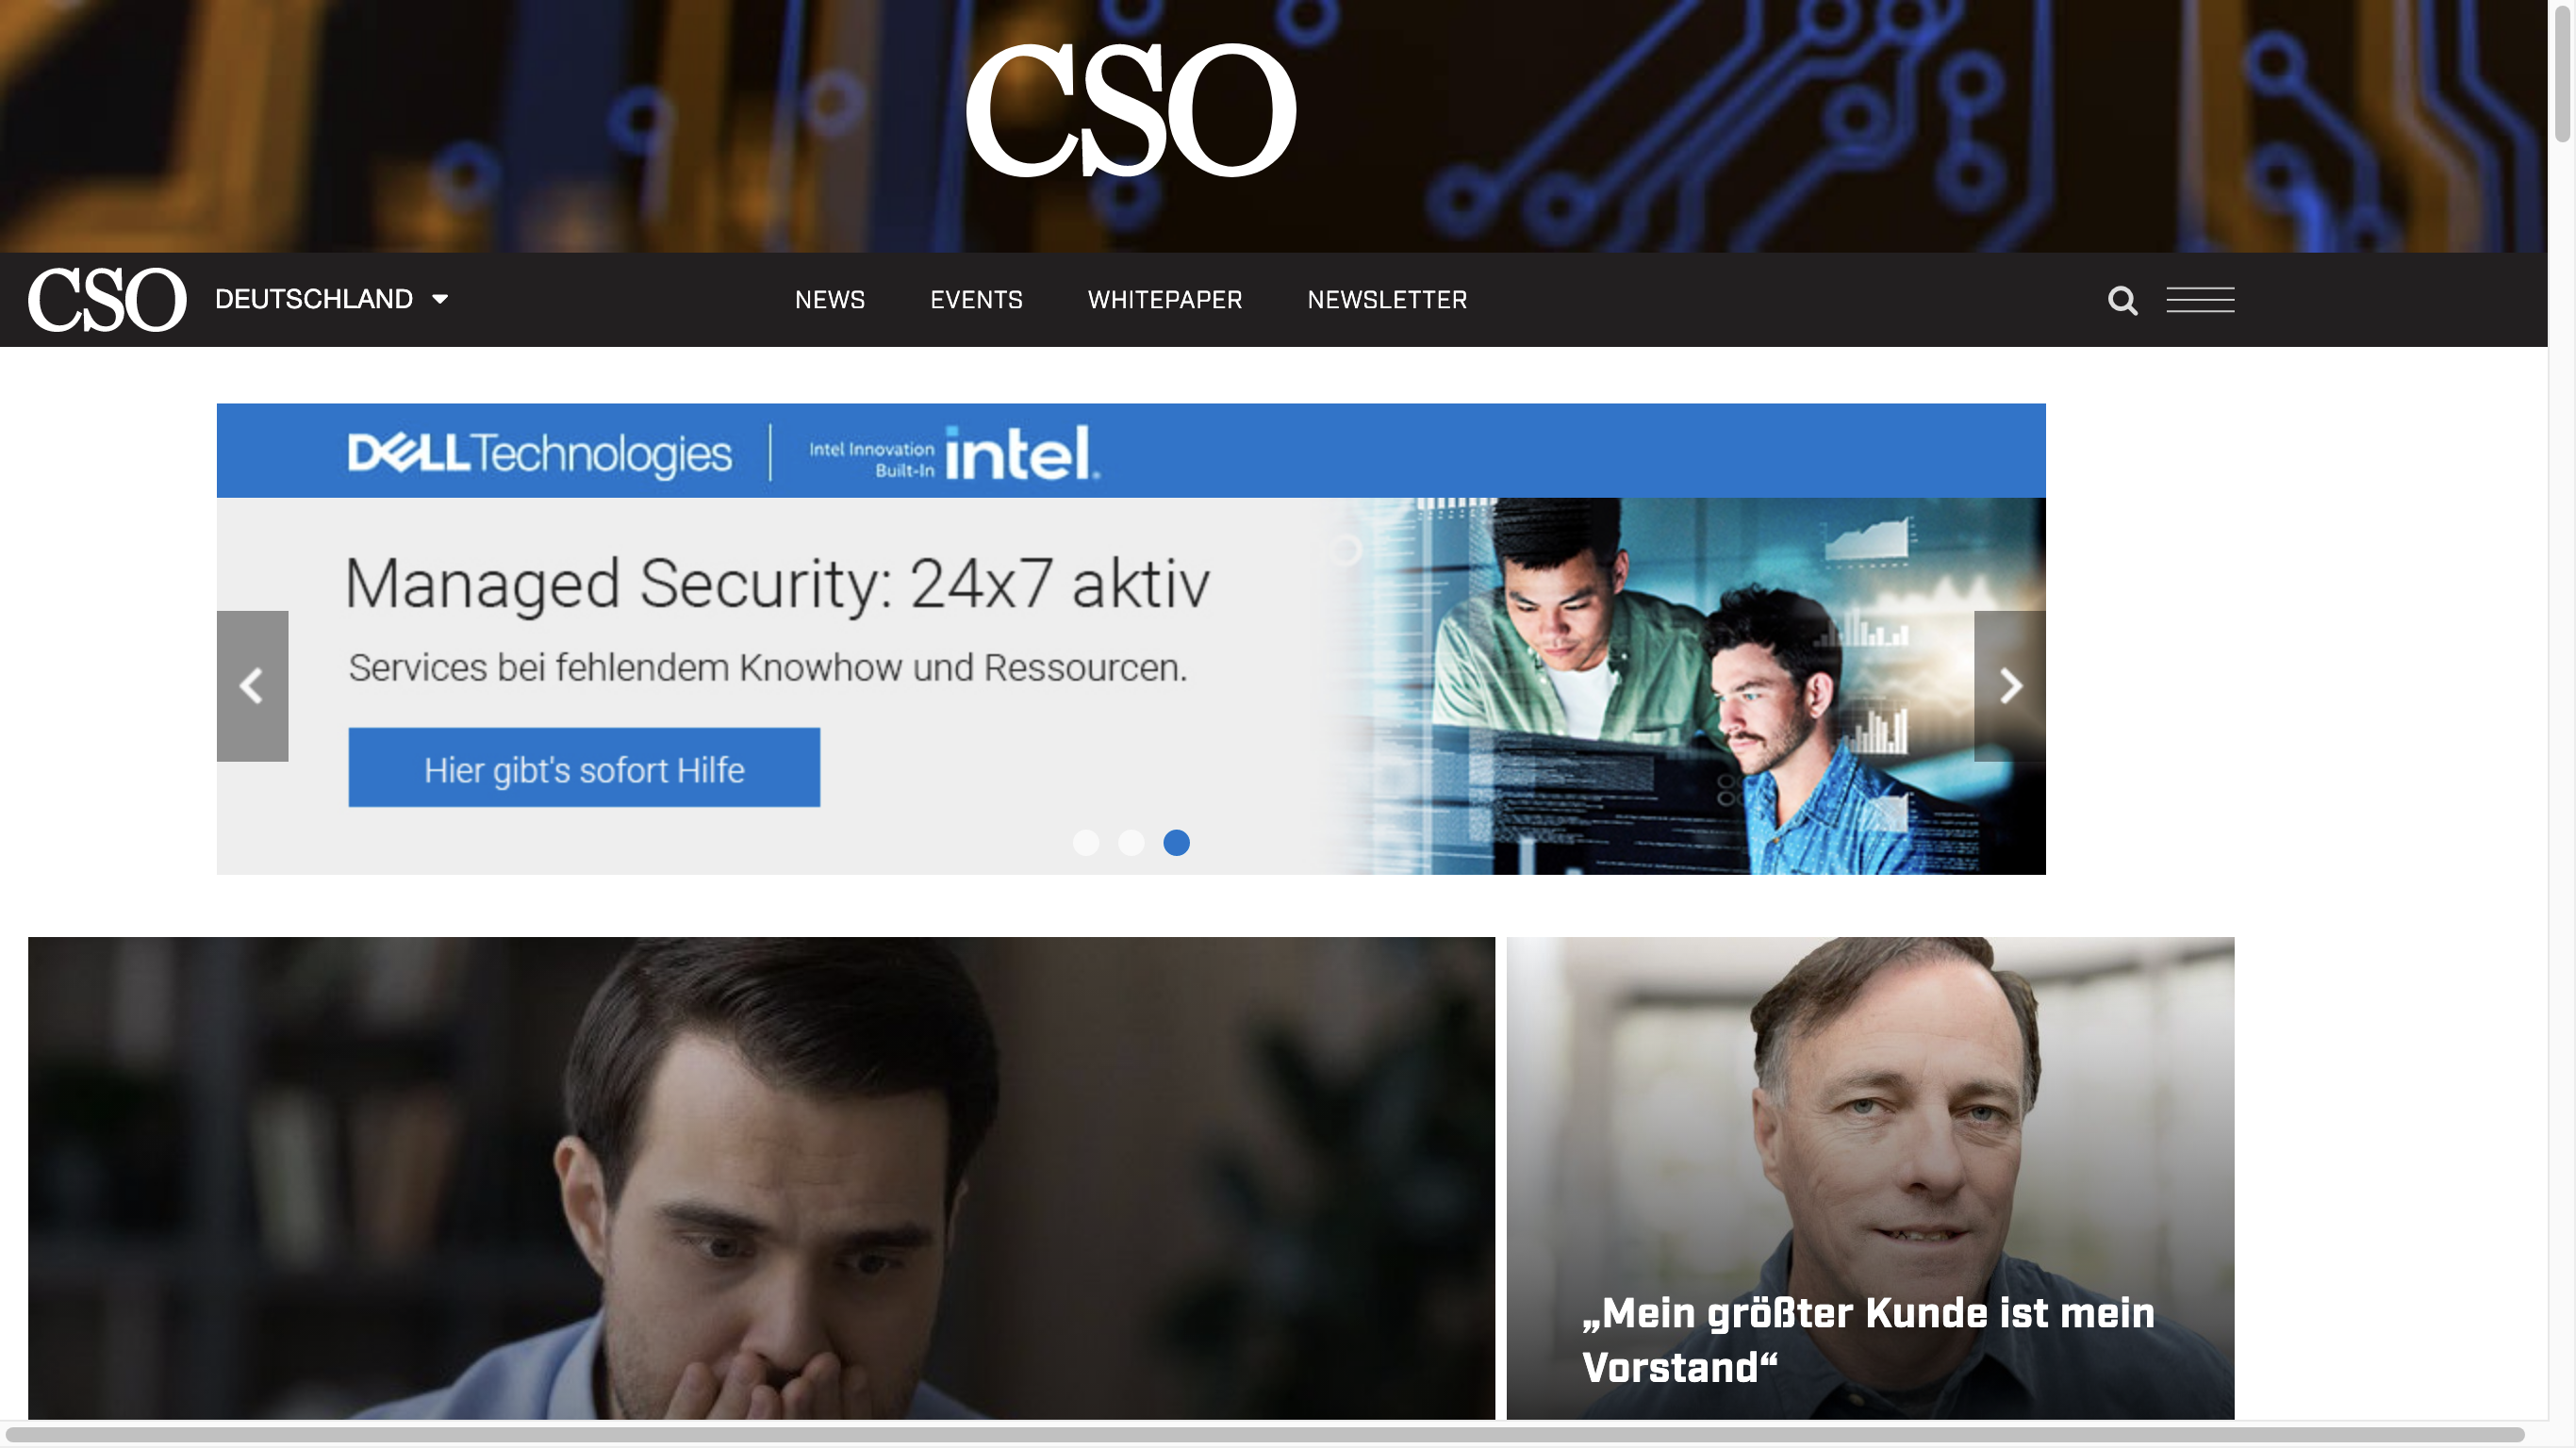 CSO
CSO
DEUTSCHLAND
NEWS
EVENTS
WHITEPAPER
NEWSLETTER
DELL Technologies
Intel Innovation
Built-In
intel.
Managed Security: 24x7 aktiv
Services bei fehlendem Knowhow und Ressourcen.
Hier gibt's sofort Hilfe
„Mein größter Kunde ist mein
Vorstand“